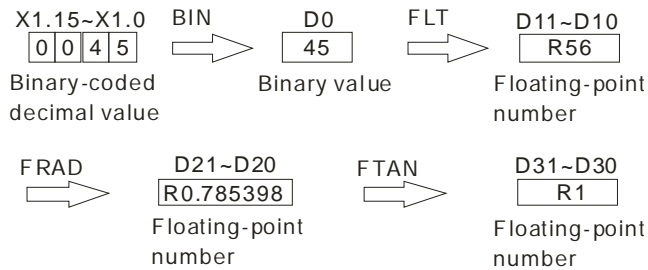 X1.15~X1.0 BIN D0 FLT D11~D10
0 0 4 5 45 R56
Binary-coded Binary value Floating-point
decimal value number
FRAD D21~D20 FTAN D31~D30
R0.785398 R1
Floating-point Floating-point
number number